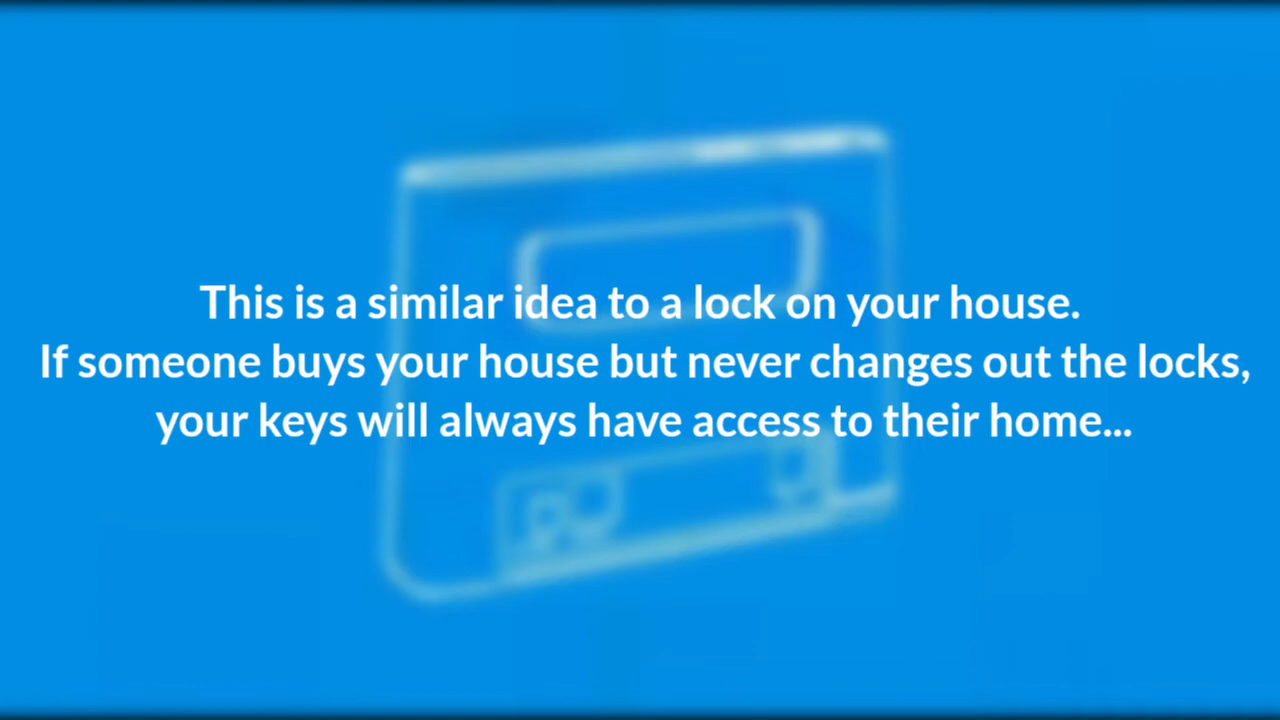 This is a similar idea to a lock on your house.
If someone buys your house but never changes out the locks,
your keys will always have access to their home...